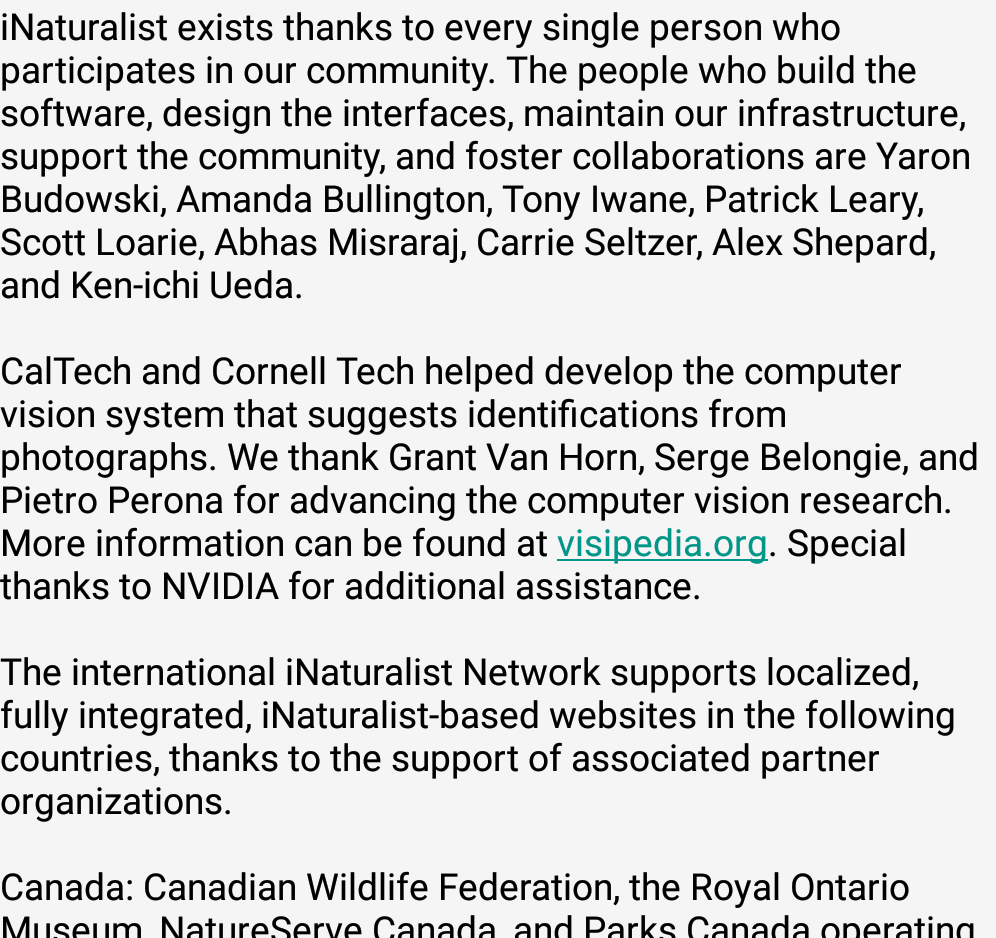 iNaturalist exists thanks to every single person who
participates in our community. The people who build the
software, design the interfaces, maintain our infrastructure,
support the community, and foster collaborations are Yaron
Budowski, Amanda Bullington, Tony Iwane, Patrick Leary,
Scott Loarie, Abhas Misraraj, Carrie Seltzer, Alex Shepard,
and Ken-ichi Ueda.
CalTech and Cornell Tech helped develop the computer
vision system that suggests identifications from
photographs. We thank Grant Van Horn, Serge Belongie, and
Pietro Perona for advancing the computer vision research.
More information can be found at visipedia.org. Special
thanks to NVIDIA for additional assistance.
The international iNaturalist Network supports localized,
fully integrated, iNaturalist-based websites in the following
countries, thanks to the support of associated partner
organizations.
Canada: Canadian Wildlife Federation, the Royal Ontario
Museum, NatureServe Canada, and Parks Canada operating